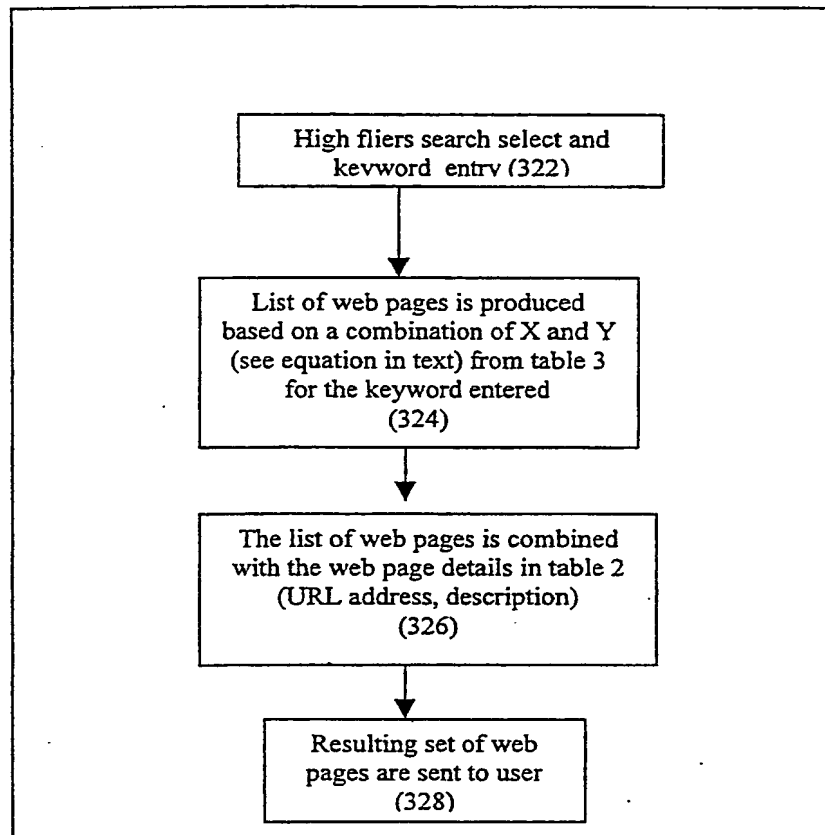 High fliers search select and
keyword entry (322)
List of web pages is produced
based on a combination of X and Y
(see equation in text) from table 3
for the keyword entered
(324)
The list of web pages is combined
with the web page details in table 2
(URL address, description)
(326)
Resulting set of web
pages are sent to user
(328)